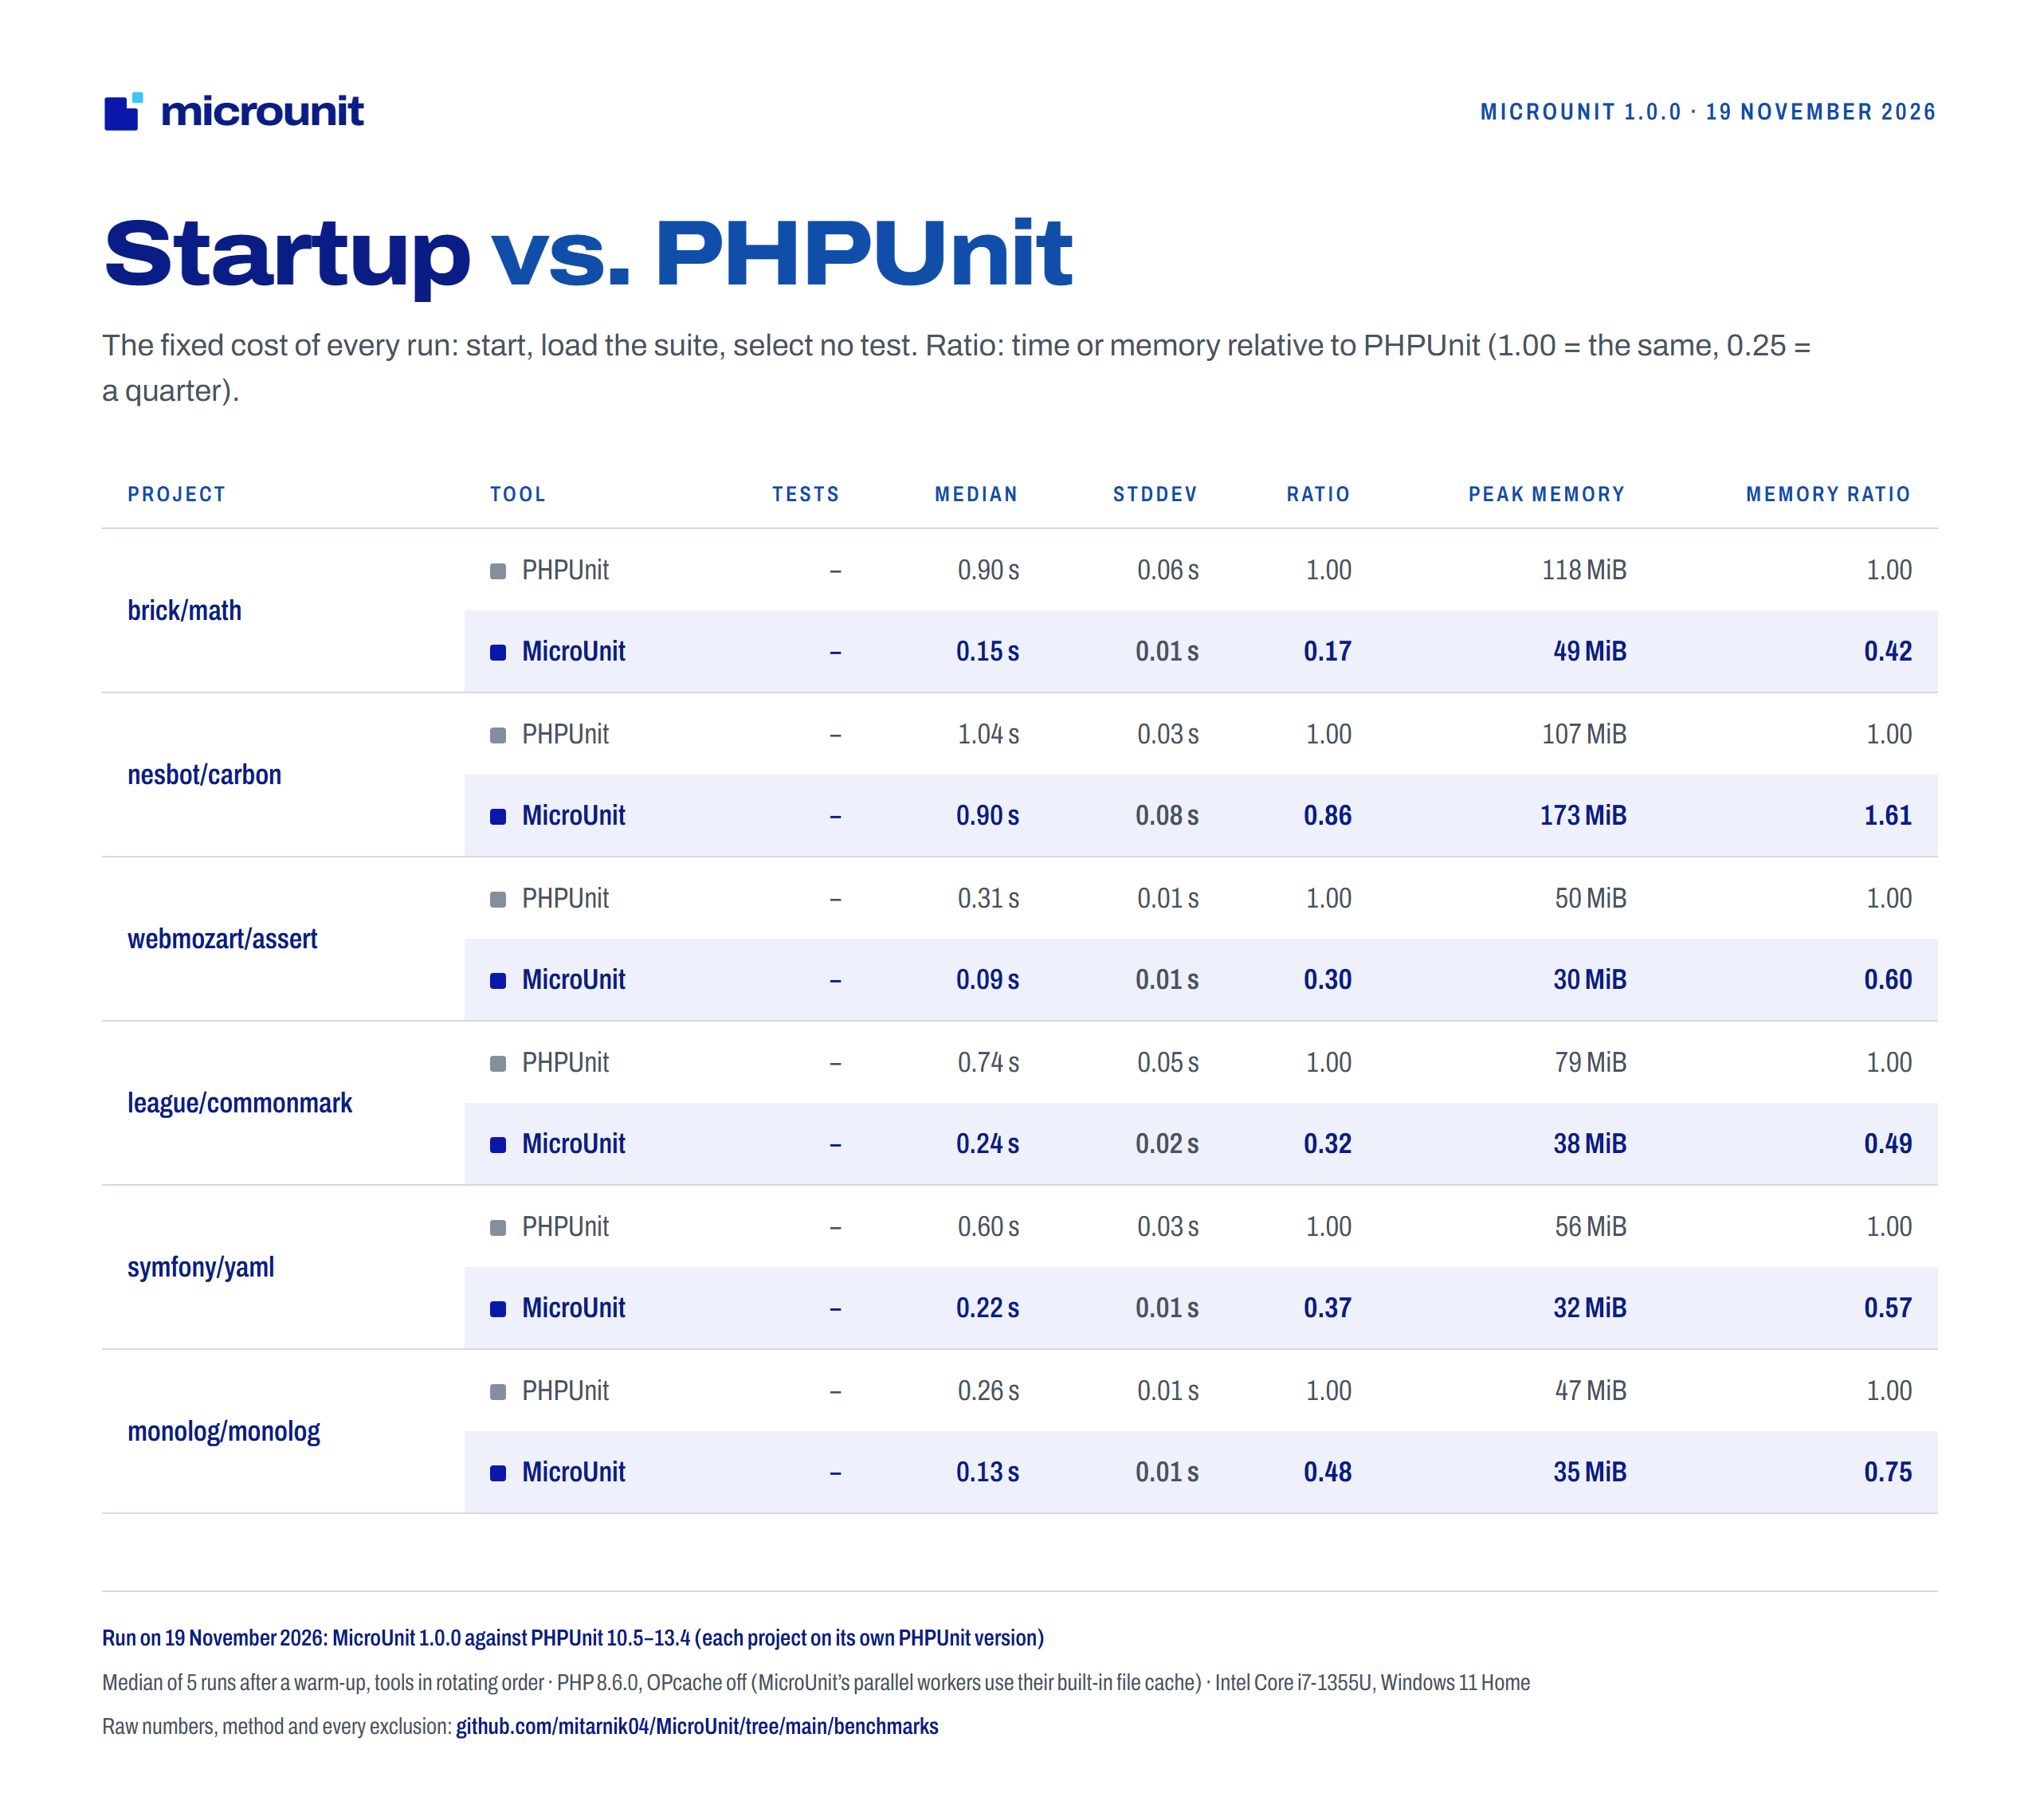 microunit
MICROUNIT 1.0.0 · 19 NOVEMBER 2026
Startup vs. PHPUnit
The fixed cost of every run: start, load the suite, select no test. Ratio: time or memory relative to PHPUnit (1.00 = the same, 0.25 =
a quarter).
PROJECT TOOL TESTS MEDIAN STDDEV RATIO PEAK MEMORY MEMORY RATIO
brick/math
PHPUnit – 0.90 s 0.06 s 1.00 118 MiB 1.00
MicroUnit – 0.15 s 0.01 s 0.17 49 MiB 0.42
nesbot/carbon
PHPUnit – 1.04 s 0.03 s 1.00 107 MiB 1.00
MicroUnit – 0.90 s 0.08 s 0.86 173 MiB 1.61
webmozart/assert
PHPUnit – 0.31 s 0.01 s 1.00 50 MiB 1.00
MicroUnit – 0.09 s 0.01 s 0.30 30 MiB 0.60
league/commonmark
PHPUnit – 0.74 s 0.05 s 1.00 79 MiB 1.00
MicroUnit – 0.24 s 0.02 s 0.32 38 MiB 0.49
symfony/yaml
PHPUnit – 0.60 s 0.03 s 1.00 56 MiB 1.00
MicroUnit – 0.22 s 0.01 s 0.37 32 MiB 0.57
monolog/monolog
PHPUnit – 0.26 s 0.01 s 1.00 47 MiB 1.00
MicroUnit – 0.13 s 0.01 s 0.48 35 MiB 0.75
Run on 19 November 2026: MicroUnit 1.0.0 against PHPUnit 10.5–13.4 (each project on its own PHPUnit version)
Median of 5 runs after a warm-up, tools in rotating order · PHP 8.6.0, OPcache off (MicroUnit’s parallel workers use their built-in file cache) · Intel Core i7-1355U, Windows 11 Home
Raw numbers, method and every exclusion: github.com/mitarnik04/MicroUnit/tree/main/benchmarks